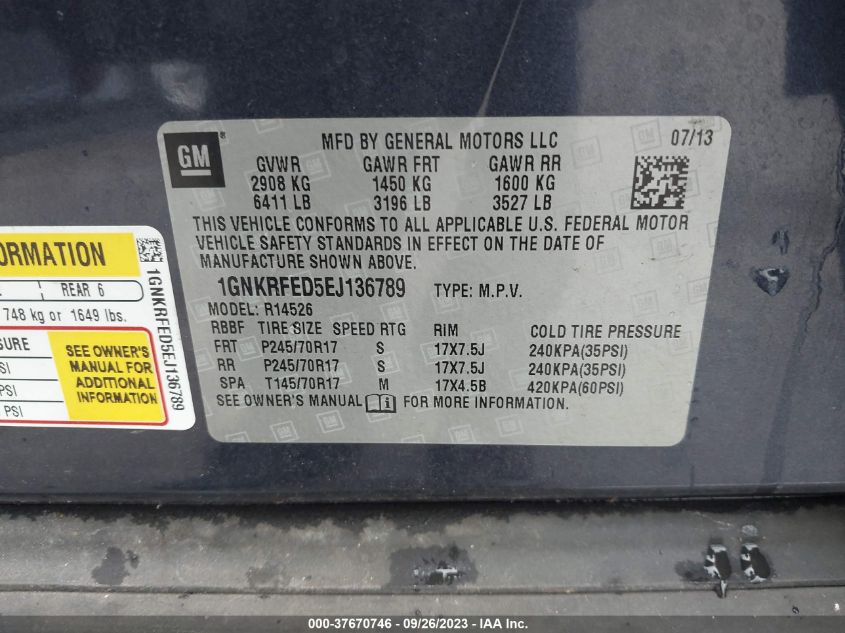 GM
MFD BY GENERAL MOTORS LLC 07/13
GVWR GAWR FRT GAWR RR
2908 KG 1450 KG 1600 KG
6411 LB 3196 LB 3527 LB
THIS VEHICLE CONFORMS TO ALL APPLICABLE U.S. FEDERAL MOTOR
VEHICLE SAFETY STANDARDS IN EFFECT ON THE DATE OF
MANUFACTURE SHOWN ABOVE.
1GNKRFED5EJ136789 TYPE: M.P.V.
MODEL: R14526
RBBF TIRE SIZE SPEED RTG RIM COLD TIRE PRESSURE
FRT P245/70R17 S 17X7.5J 240KPA(35PSI)
RR P245/70R17 S 17X7.5J 240KPA(35PSI)
SPA T145/70R17 M 17X4.5B 420KPA(60PSI)
SEE OWNER'S MANUAL FOR MORE INFORMATION.
ORMATION
REAR 6
748 kg or 1649 lbs.
SURE
SI
PSI
PSI
SEE OWNER'S
MANUAL FOR
ADDITIONAL
INFORMATION
1GNKRFED5EJ136789
000-37670746 - 09/26/2023 - IAA Inc.